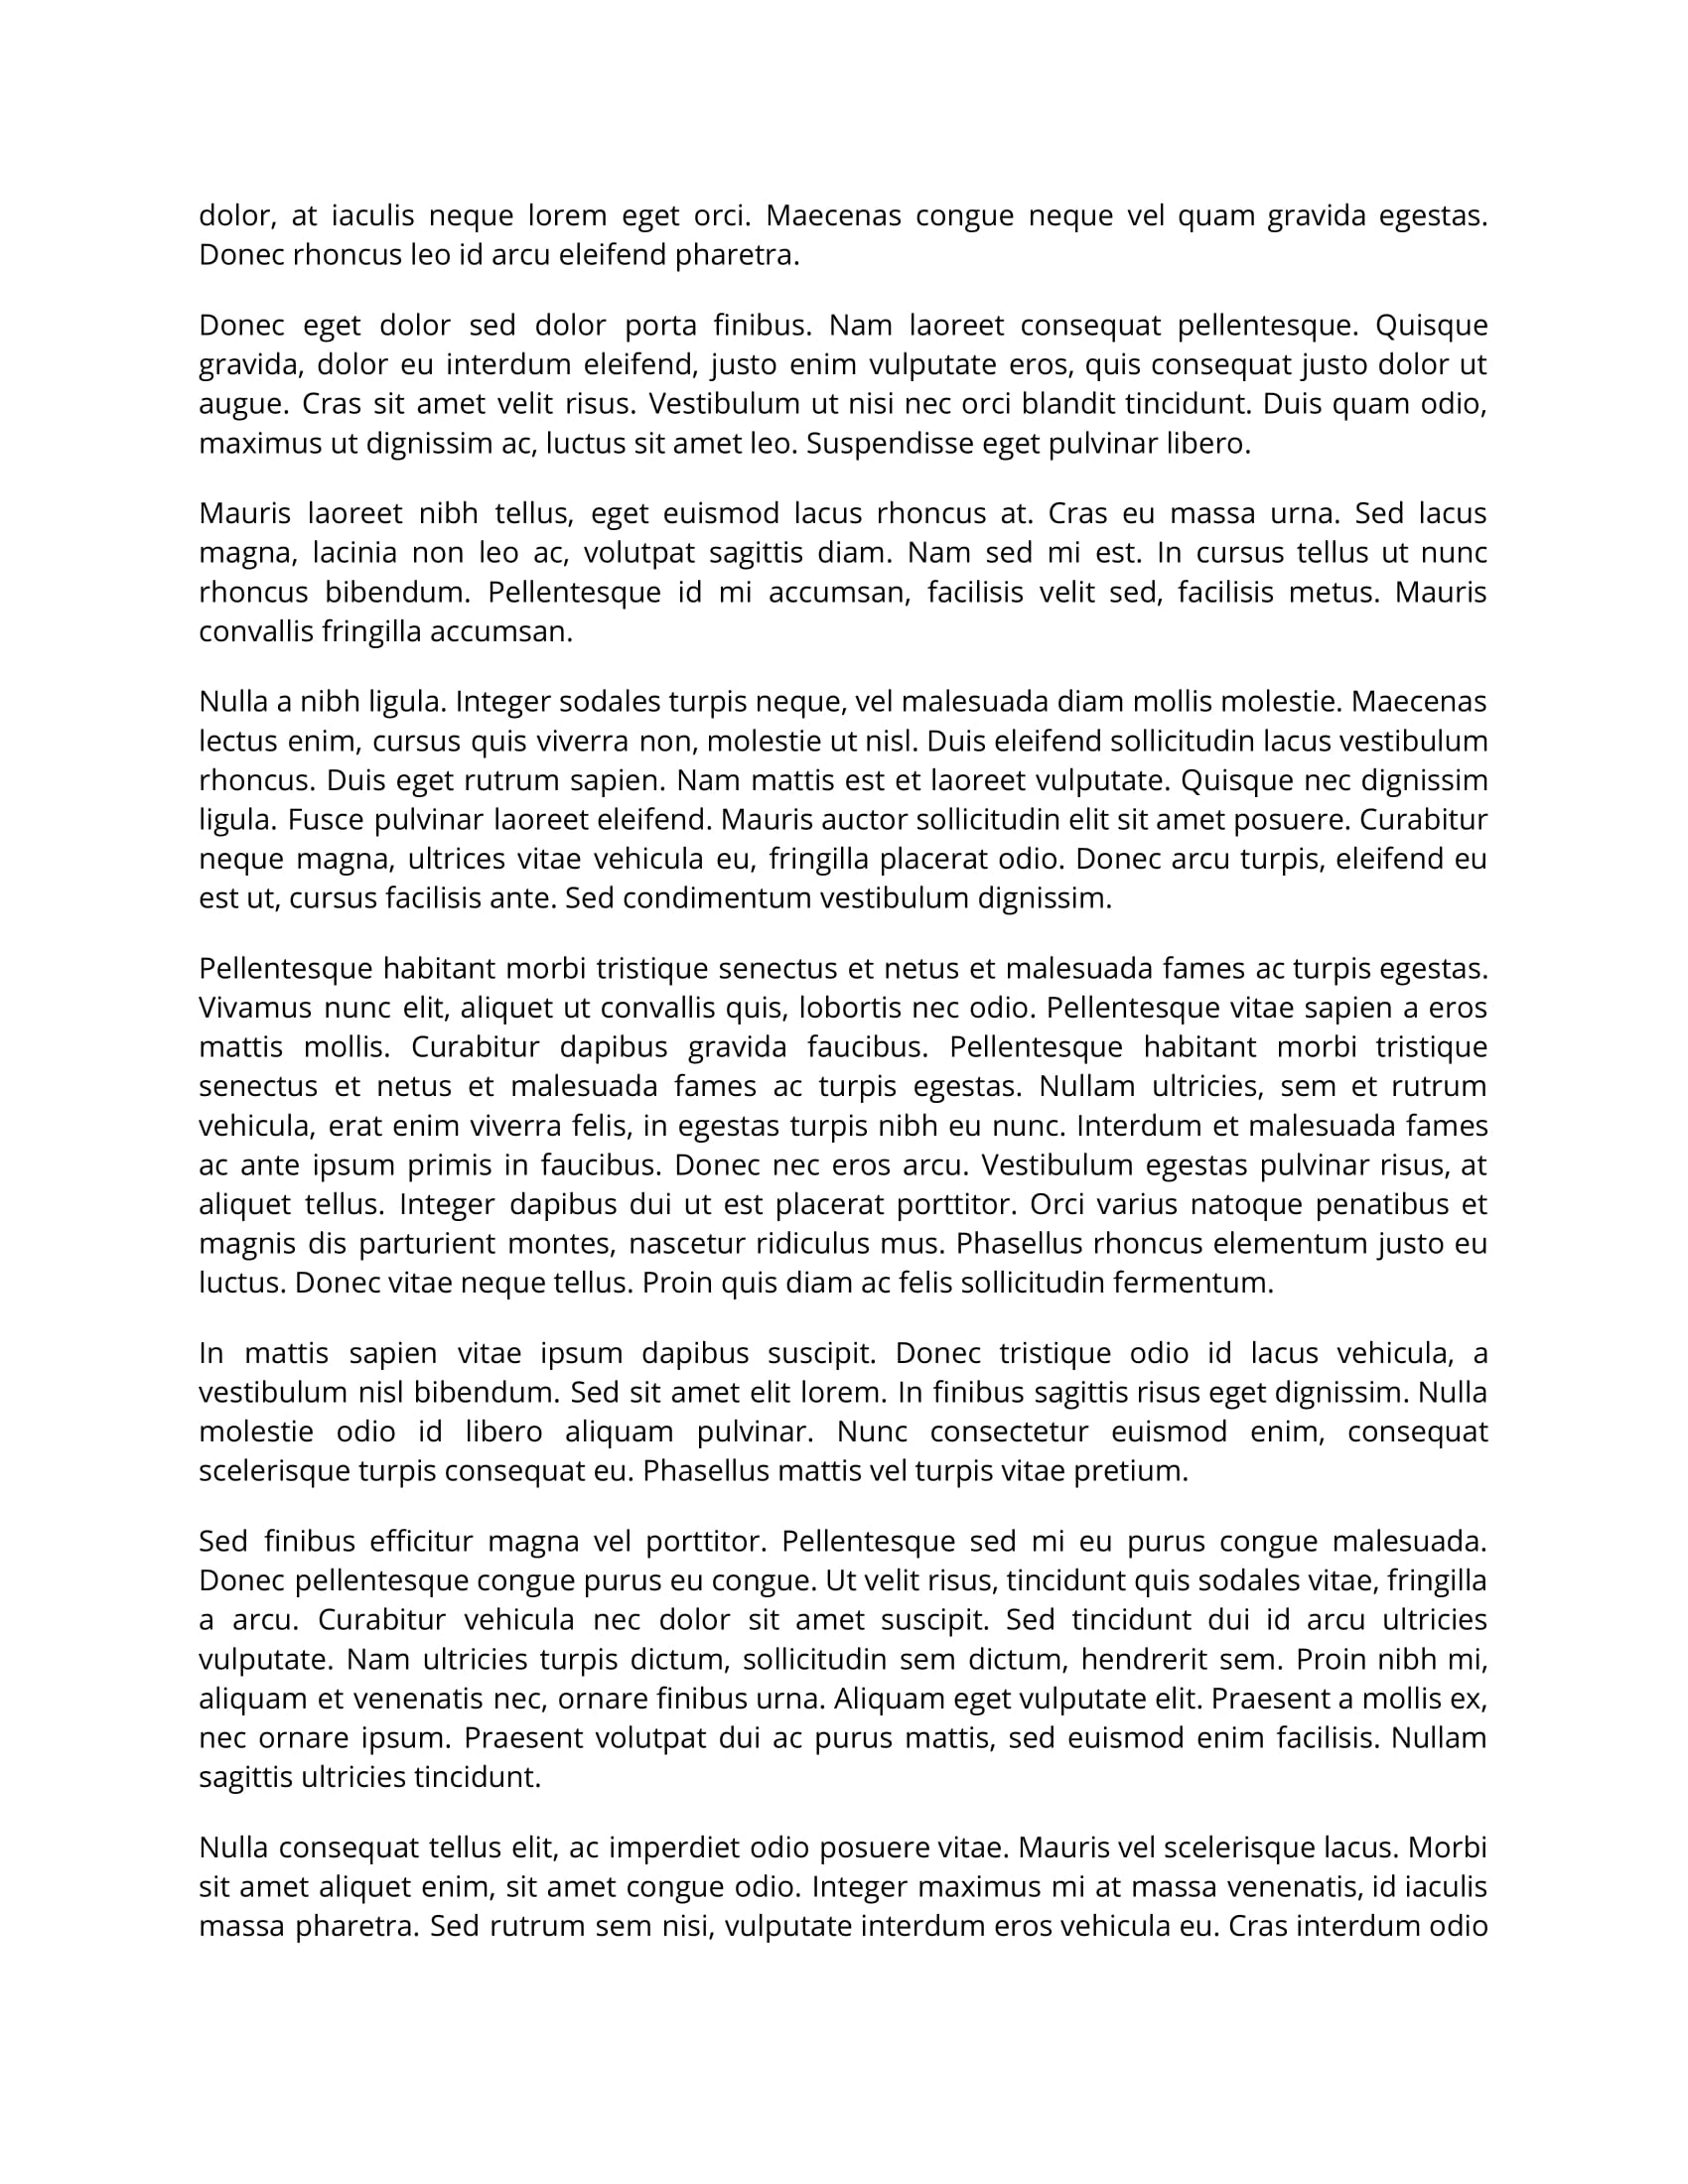 dolor, at iaculis neque lorem eget orci. Maecenas congue neque vel quam gravida egestas.
Donec rhoncus leo id arcu eleifend pharetra.
Donec eget dolor sed dolor porta finibus. Nam laoreet consequat pellentesque. Quisque
gravida, dolor eu interdum eleifend, justo enim vulputate eros, quis consequat justo dolor ut
augue. Cras sit amet velit risus. Vestibulum ut nisi nec orci blandit tincidunt. Duis quam odio,
maximus ut dignissim ac, luctus sit amet leo. Suspendisse eget pulvinar libero.
Mauris laoreet nibh tellus, eget euismod lacus rhoncus at. Cras eu massa urna. Sed lacus
magna, lacinia non leo ac, volutpat sagittis diam. Nam sed mi est. In cursus tellus ut nunc
rhoncus bibendum. Pellentesque id mi accumsan, facilisis velit sed, facilisis metus. Mauris
convallis fringilla accumsan.
Nulla a nibh ligula. Integer sodales turpis neque, vel malesuada diam mollis molestie. Maecenas
lectus enim, cursus quis viverra non, molestie ut nisl. Duis eleifend sollicitudin lacus vestibulum
rhoncus. Duis eget rutrum sapien. Nam mattis est et laoreet vulputate. Quisque nec dignissim
ligula. Fusce pulvinar laoreet eleifend. Mauris auctor sollicitudin elit sit amet posuere. Curabitur
neque magna, ultrices vitae vehicula eu, fringilla placerat odio. Donec arcu turpis, eleifend eu
est ut, cursus facilisis ante. Sed condimentum vestibulum dignissim.
Pellentesque habitant morbi tristique senectus et netus et malesuada fames ac turpis egestas.
Vivamus nunc elit, aliquet ut convallis quis, lobortis nec odio. Pellentesque vitae sapien a eros
mattis mollis. Curabitur dapibus gravida faucibus. Pellentesque habitant morbi tristique
senectus et netus et malesuada fames ac turpis egestas. Nullam ultricies, sem et rutrum
vehicula, erat enim viverra felis, in egestas turpis nibh eu nunc. Interdum et malesuada fames
ac ante ipsum primis in faucibus. Donec nec eros arcu. Vestibulum egestas pulvinar risus, at
aliquet tellus. Integer dapibus dui ut est placerat porttitor. Orci varius natoque penatibus et
magnis dis parturient montes, nascetur ridiculus mus. Phasellus rhoncus elementum justo eu
luctus. Donec vitae neque tellus. Proin quis diam ac felis sollicitudin fermentum.
In mattis sapien vitae ipsum dapibus suscipit. Donec tristique odio id lacus vehicula, a
vestibulum nisl bibendum. Sed sit amet elit lorem. In finibus sagittis risus eget dignissim. Nulla
molestie odio id libero aliquam pulvinar. Nunc consectetur euismod enim, consequat
scelerisque turpis consequat eu. Phasellus mattis vel turpis vitae pretium.
Sed finibus efficitur magna vel porttitor. Pellentesque sed mi eu purus congue malesuada.
Donec pellentesque congue purus eu congue. Ut velit risus, tincidunt quis sodales vitae, fringilla
a arcu. Curabitur vehicula nec dolor sit amet suscipit. Sed tincidunt dui id arcu ultricies
vulputate. Nam ultricies turpis dictum, sollicitudin sem dictum, hendrerit sem. Proin nibh mi,
aliquam et venenatis nec, ornare finibus urna. Aliquam eget vulputate elit. Praesent a mollis ex,
nec ornare ipsum. Praesent volutpat dui ac purus mattis, sed euismod enim facilisis. Nullam
sagittis ultricies tincidunt.
Nulla consequat tellus elit, ac imperdiet odio posuere vitae. Mauris vel scelerisque lacus. Morbi
sit amet aliquet enim, sit amet congue odio. Integer maximus mi at massa venenatis, id iaculis
massa pharetra. Sed rutrum sem nisi, vulputate interdum eros vehicula eu. Cras interdum odio